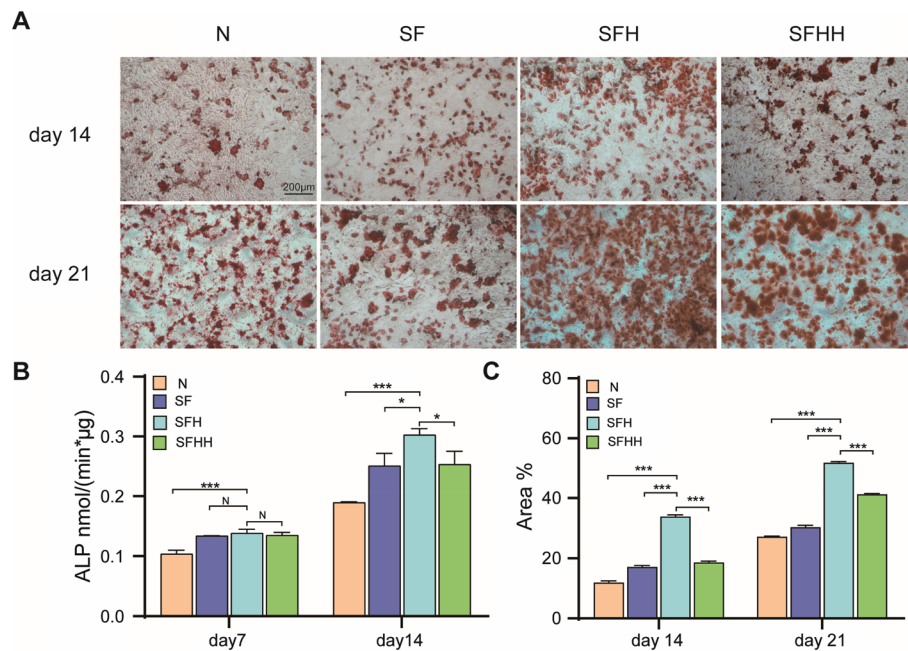 A
N SF SFH SFHH
day 14
200μm
day 21
B
ALP nmol/(min*μg)
0.4
0.3
0.2
0.1
0.0
N
SF
SFH
SFHH
***
N
N
***
*
*
day7 day14
C
Area %
80
60
40
20
0
N
SF
SFH
SFHH
***
***
***
***
***
***
day 14 day 21